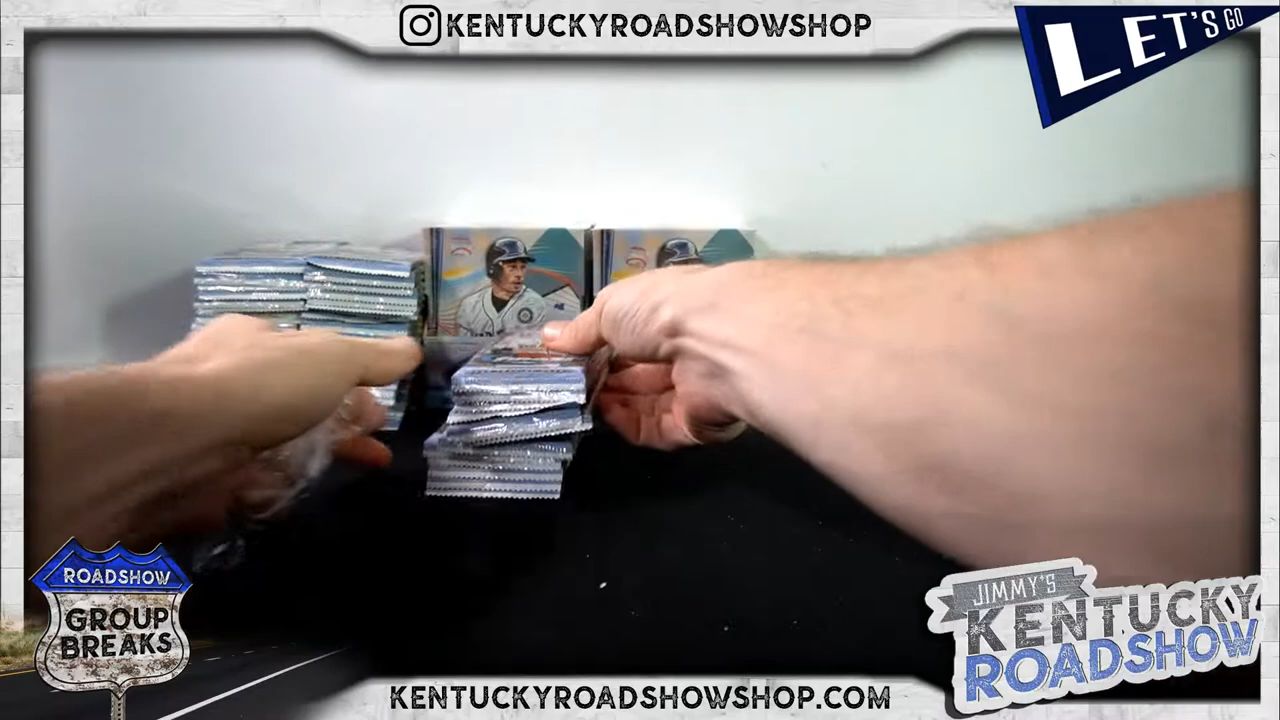 KENTUCKYROADSHOWSHOP
LET'S GO
ROADSHOW
GROUP
BREAKS
JIMMY'S
KENTUCKY
ROADSHOW
KENTUCKYROADSHOWSHOP.COM